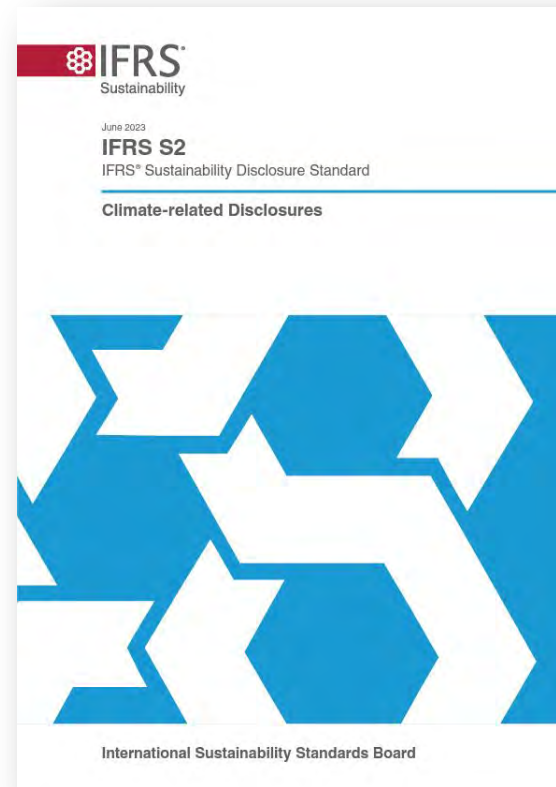 IFRS®
Sustainability
June 2023
IFRS S2
IFRS® Sustainability Disclosure Standard
Climate-related Disclosures
International Sustainability Standards Board